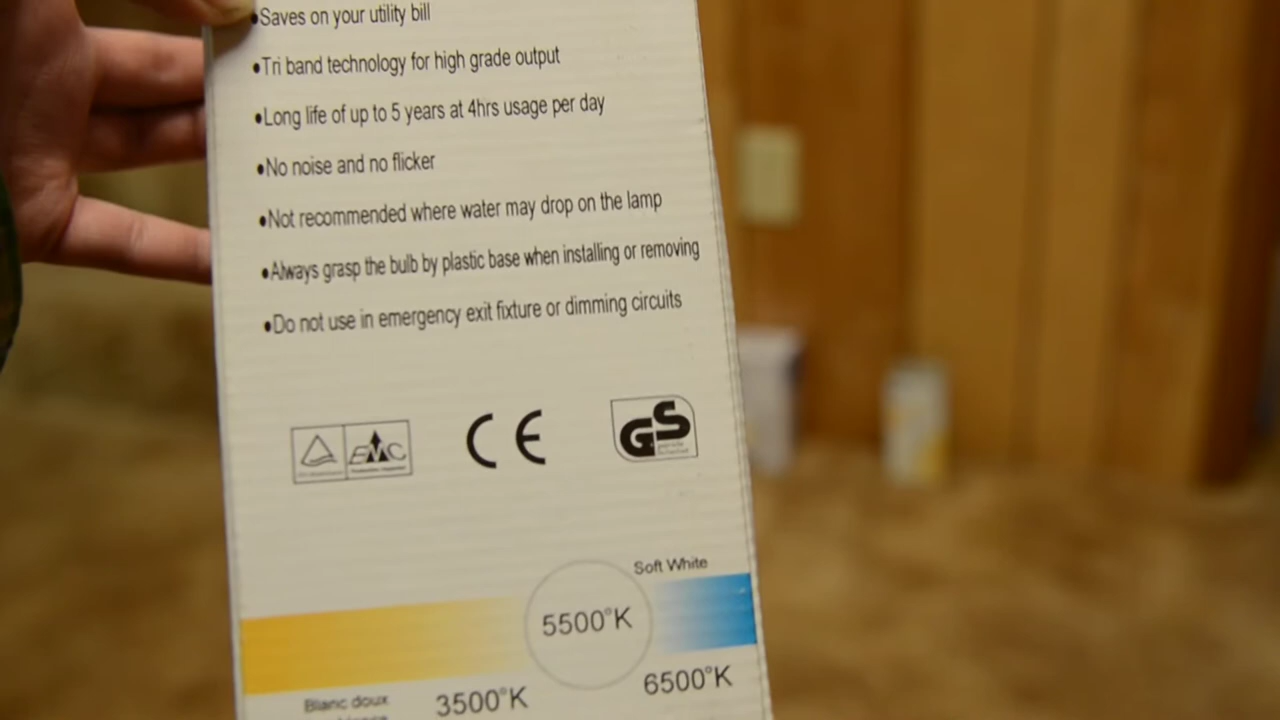 •Saves on your utility bill
•Tri band technology for high grade output
•Long life of up to 5 years at 4hrs usage per day
•No noise and no flicker
•Not recommended where water may drop on the lamp
•Always grasp the bulb by plastic base when installing or removing
•Do not use in emergency exit fixture or dimming circuits
EMC CE GS
Soft White
5500°K
6500°K
3500°K
Blanc doux